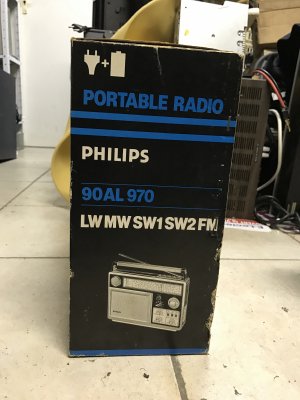 PORTABLE RADIO
PHILIPS
90AL 970
LW MW SW1 SW2 FM